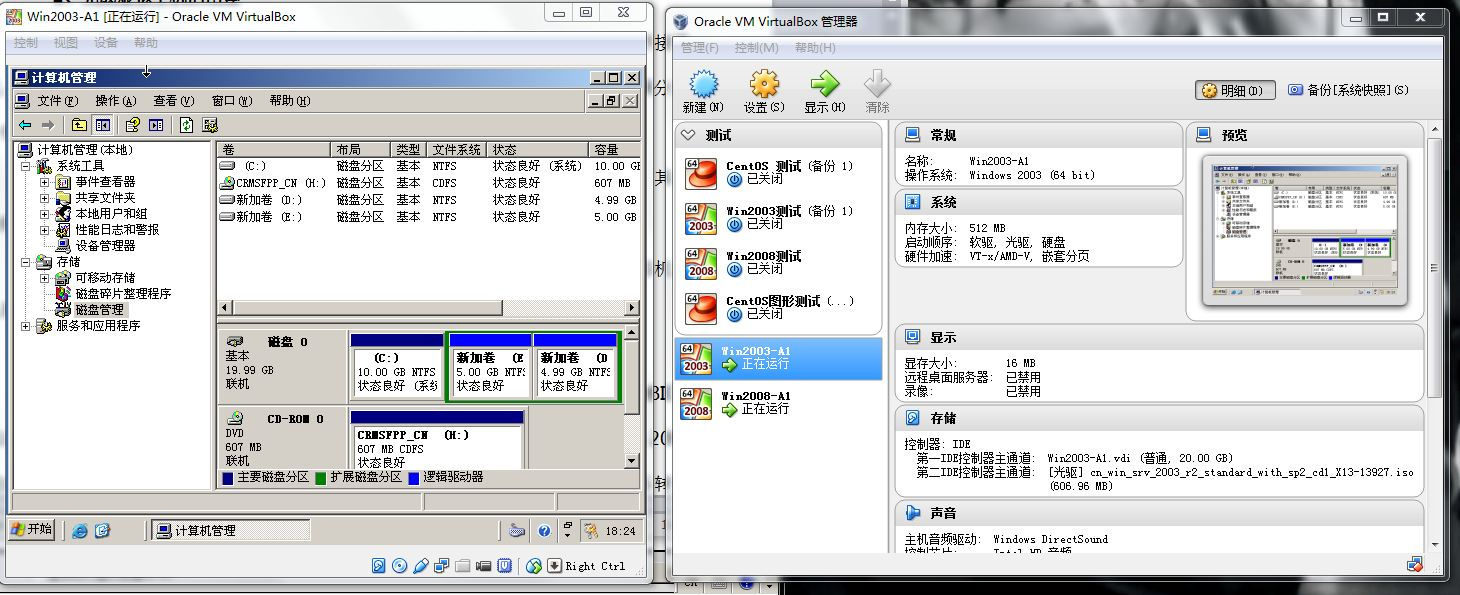 Win2003-A1 [正在运行] - Oracle VM VirtualBox
控制 视图 设备 帮助
计算机管理
文件(F) 操作(A) 查看(V) 窗口(W) 帮助(H)
计算机管理(本地)
系统工具
事件查看器
共享文件夹
本地用户和组
性能日志和警报
设备管理器
存储
可移动存储
磁盘碎片整理程序
磁盘管理
服务和应用程序
卷 布局 类型 文件系统 状态 容量
(C:) 磁盘分区 基本 NTFS 状态良好 (系统) 10.00 G
CRMSFPP_CN (H:) 磁盘分区 基本 CDFS 状态良好 607 MB
新加卷 (D:) 磁盘分区 基本 NTFS 状态良好 4.99 GB
新加卷 (E:) 磁盘分区 基本 NTFS 状态良好 5.00 GB
磁盘 0
基本
19.99 GB
联机
(C:)
10.00 GB NTFS
状态良好 (系统
新加卷 (E
5.00 GB NTFS
状态良好
新加卷 (D
4.99 GB NTFS
状态良好
CD-ROM 0
DVD
607 MB
联机
CRMSFPP_CN (H:)
607 MB CDFS
状态良好
主要磁盘分区 扩展磁盘分区 逻辑驱动器
开始 计算机管理 18:24
Right Ctrl
Oracle VM VirtualBox 管理器
管理(F) 控制(M) 帮助(H)
新建(N) 设置(S) 显示(H) 清除
明细(D) 备份[系统快照](S)
测试
64 CentOS 测试 (备份 1)
已关闭
64 2003 Win2003测试 (备份 1)
已关闭
64 2008 Win2008测试
已关闭
64 CentOS图形测试 (...)
已关闭
64 2003 Win2003-A1
正在运行
64 2008 Win2008-A1
正在运行
常规
名称: Win2003-A1
操作系统: Windows 2003 (64 bit)
系统
内存大小: 512 MB
启动顺序: 软驱, 光驱, 硬盘
硬件加速: VT-x/AMD-V, 嵌套分页
预览
显示
显存大小: 16 MB
远程桌面服务器: 已禁用
录像: 已禁用
存储
控制器: IDE
第一IDE控制器主通道: Win2003-A1.vdi (普通, 20.00 GB)
第二IDE控制器主通道: [光驱] cn_win_srv_2003_r2_standard_with_sp2_cd1_X13-13927.iso
(606.96 MB)
声音
主机音频驱动: Windows DirectSound
控制芯片: Intel HD 音频